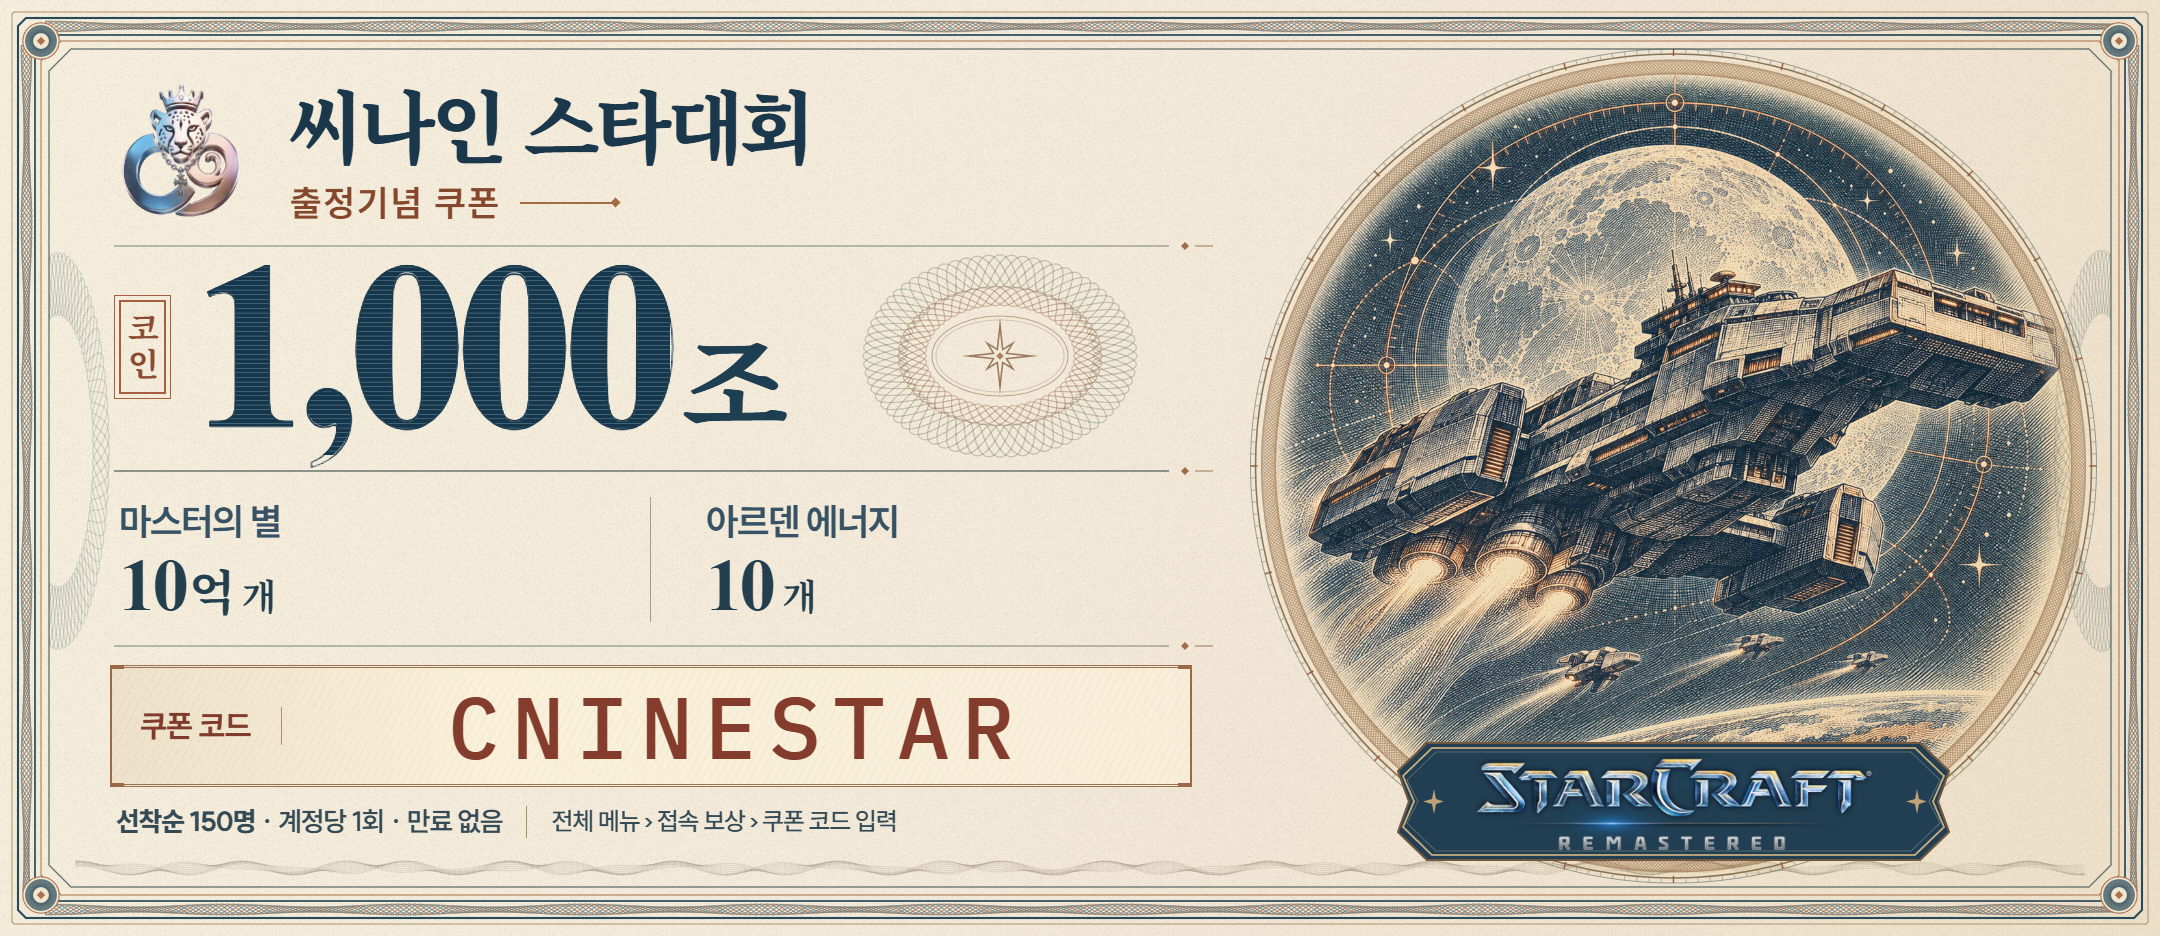 C9
씨나인 스타대회
출정기념 쿠폰
코인
1,000조
마스터의 별
10억 개
아르덴 에너지
10 개
쿠폰 코드
CNINESTAR
선착순 150명 · 계정당 1회 · 만료 없음
전체 메뉴 › 접속 보상 › 쿠폰 코드 입력
STARCRAFT®
REMASTERED